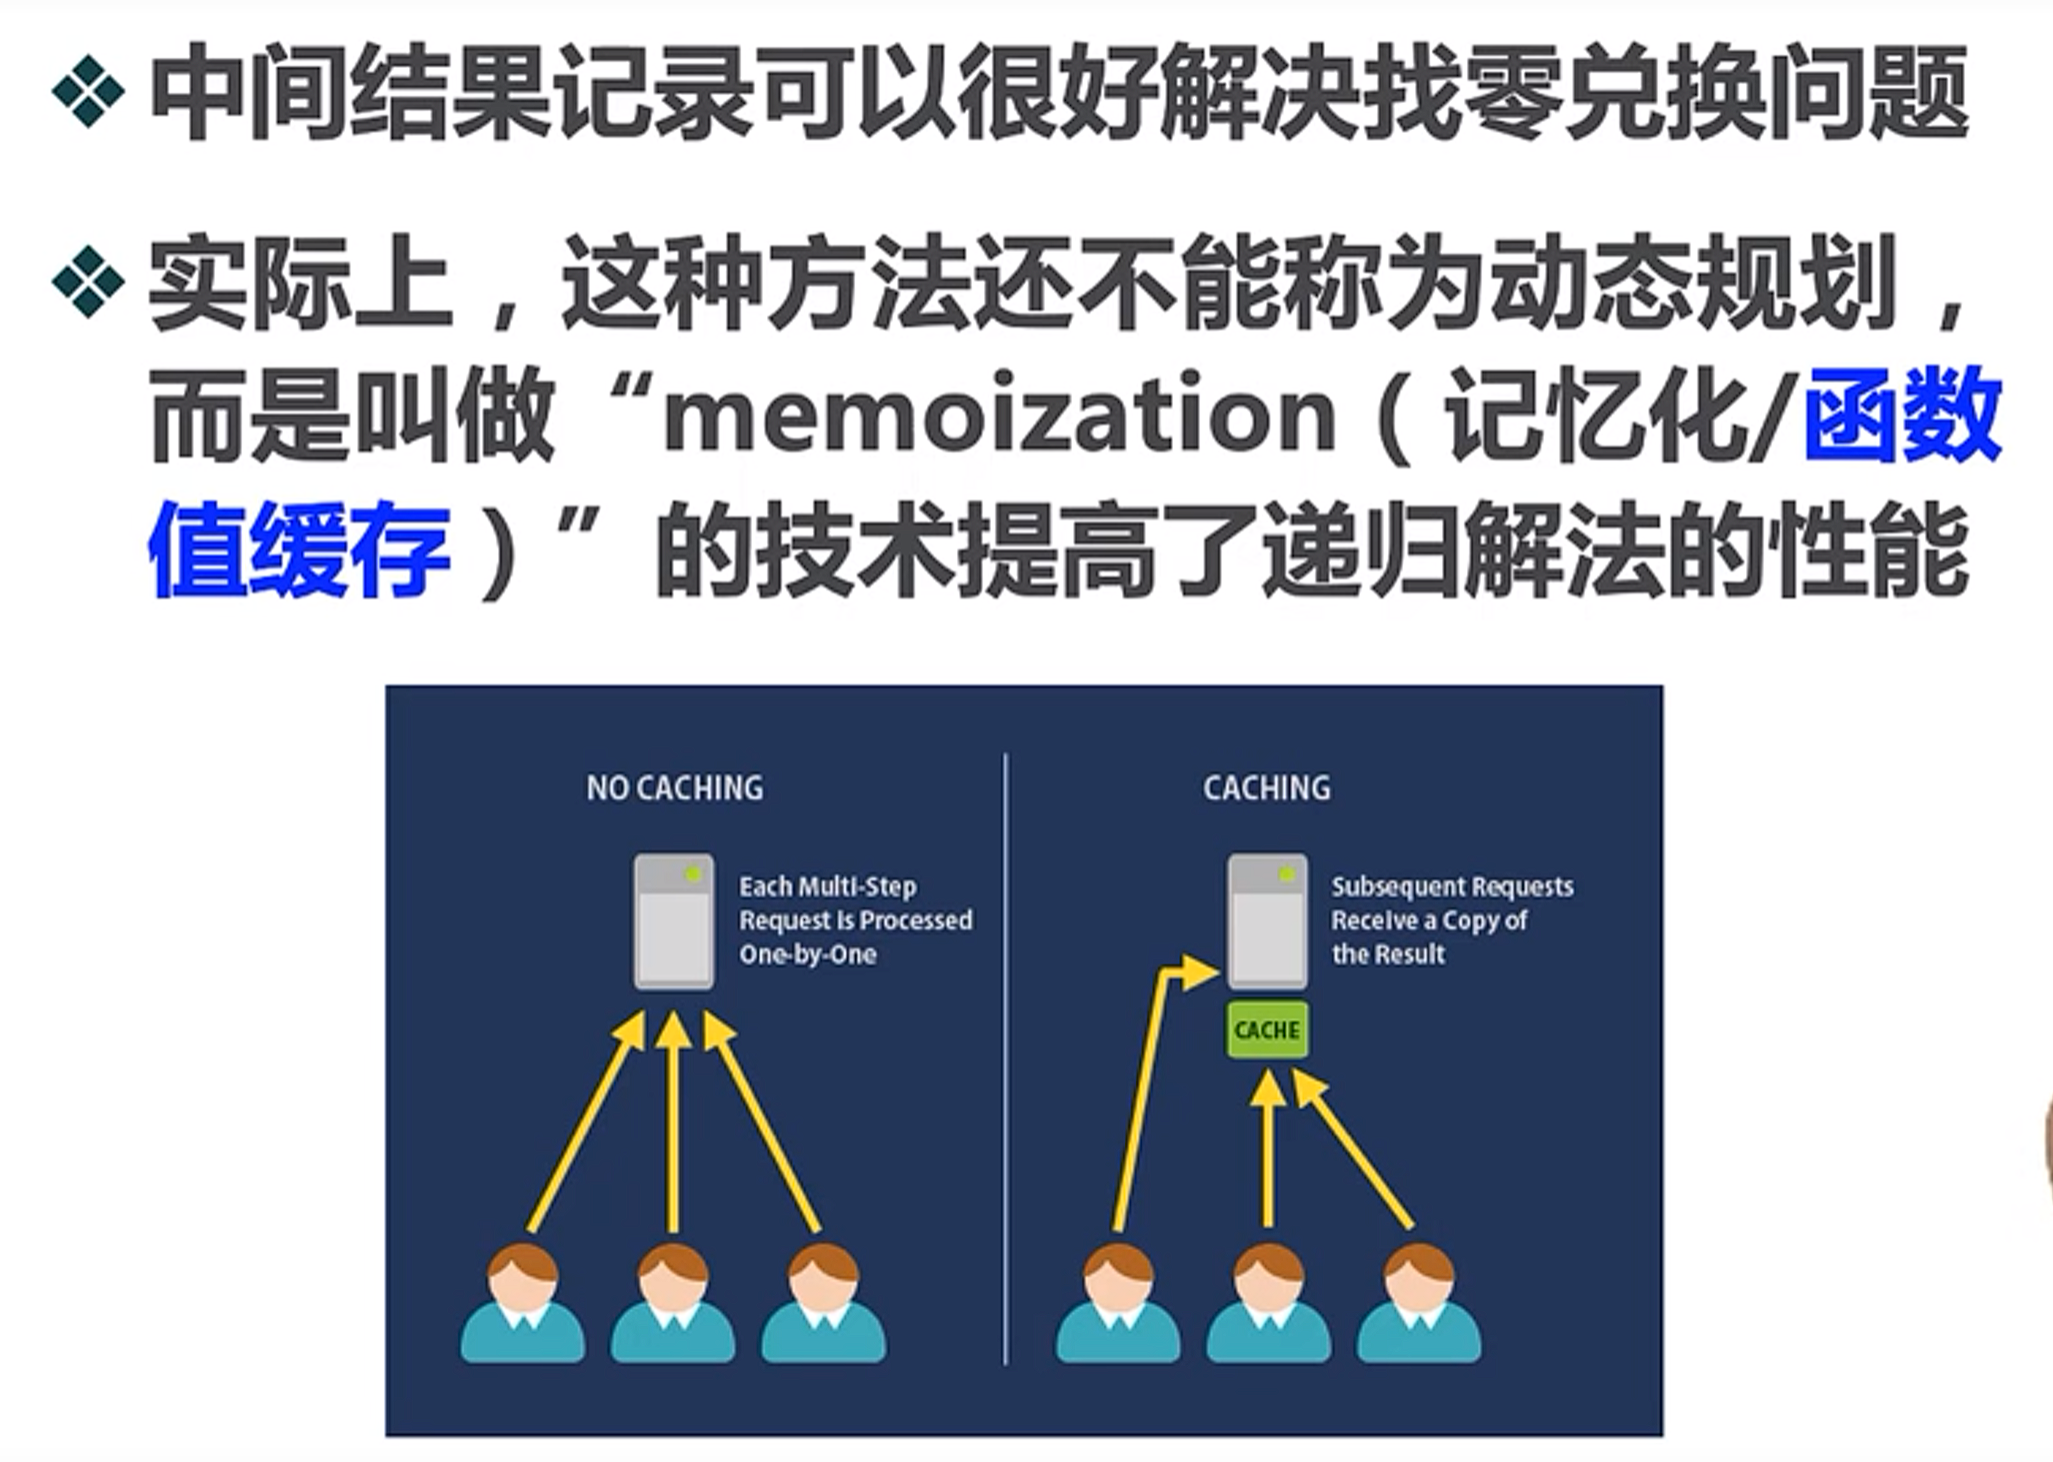 中间结果记录可以很好解决找零兑换问题
实际上，这种方法还不能称为动态规划，
而是叫做“memoization（记忆化/函数
值缓存）”的技术提高了递归解法的性能
NO CACHING
Each Multi-Step
Request is Processed
One-by-One
CACHING
Subsequent Requests
Receive a Copy of
the Result
CACHE